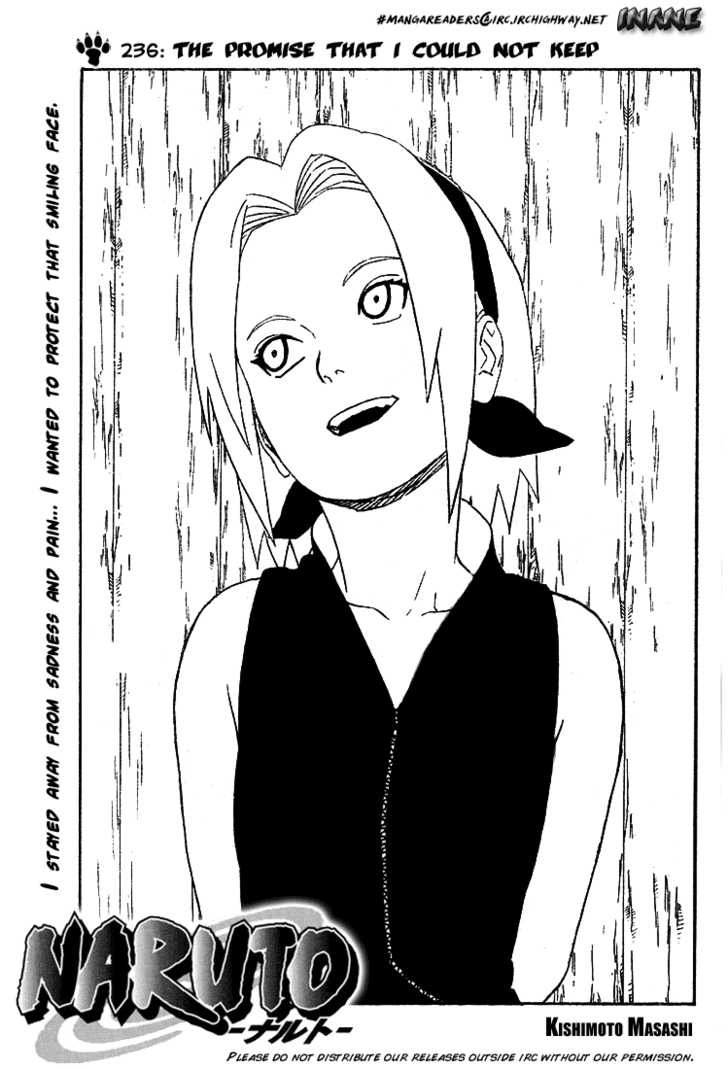 #MANGAREADERS@IRC.IRCHIGHWAY.NET INANE
236: THE PROMISE THAT I COULD NOT KEEP
I STAYED AWAY FROM SADNESS AND PAIN... I WANTED TO PROTECT THAT SMILING FACE.
NARUTO
-ナルト-
KISHIMOTO MASASHI
PLEASE DO NOT DISTRIBUTE OUR RELEASES OUTSIDE IRC WITHOUT OUR PERMISSION.